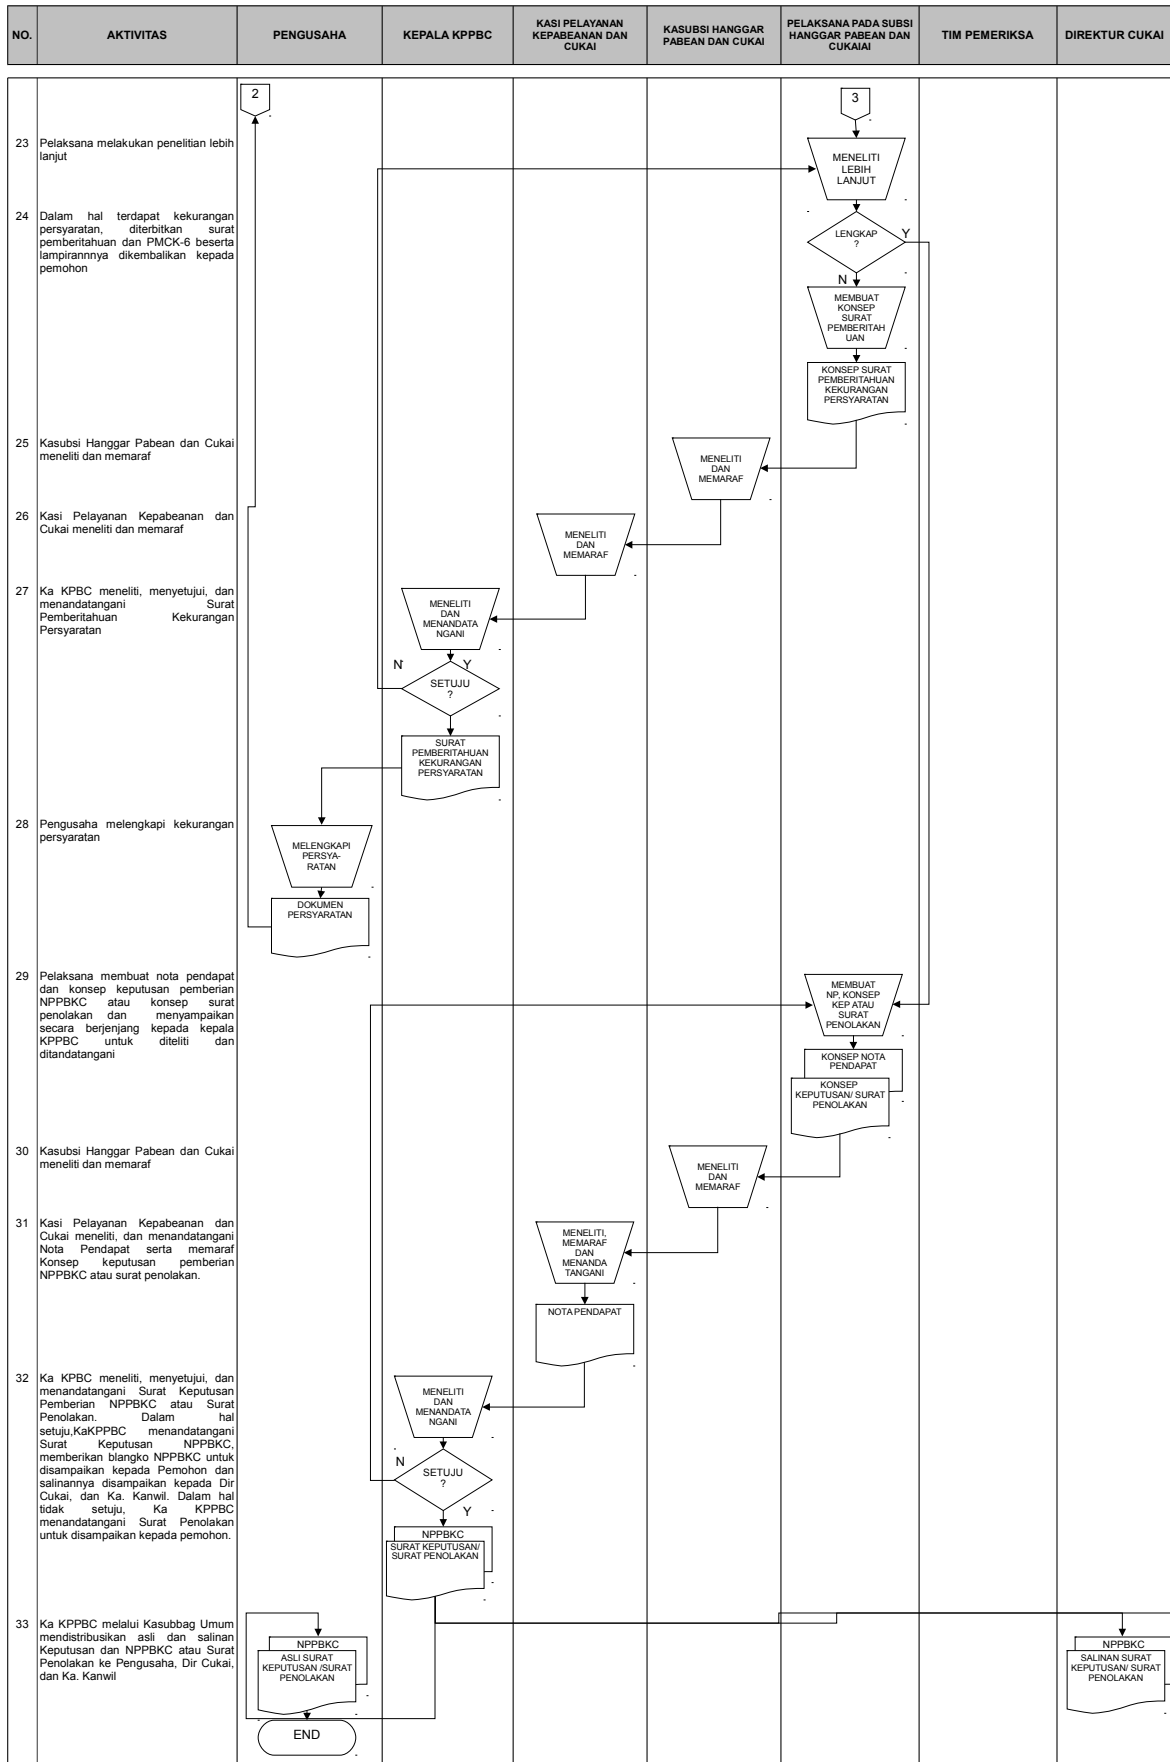 NO.
AKTIVITAS
PENGUSAHA
KEPALA KPPBC
KASI PELAYANAN
KEPABEANAN DAN
CUKAI
KASUBSI HANGGAR
PABEAN DAN CUKAI
PELAKSANA PADA SUBSI
HANGGAR PABEAN DAN
CUKAIAI
TIM PEMERIKSA
DIREKTUR CUKAI
2
3
23 Pelaksana melakukan penelitian lebih
lanjut
MENELITI
LEBIH
LANJUT
24 Dalam hal terdapat kekurangan
persyaratan, diterbitkan surat
pemberitahuan dan PMCK-6 beserta
lampirannnya dikembalikan kepada
pemohon
LENGKAP
?
Y
N
MEMBUAT
KONSEP
SURAT
PEMBERITAH
UAN
KONSEP SURAT
PEMBERITAHUAN
KEKURANGAN
PERSYARATAN
25 Kasubsi Hanggar Pabean dan Cukai
meneliti dan memaraf
MENELITI
DAN
MEMARAF
26 Kasi Pelayanan Kepabeanan dan
Cukai meneliti dan memaraf
MENELITI
DAN
MEMARAF
27 Ka KPBC meneliti, menyetujui, dan
menandatangani Surat
Pemberitahuan Kekurangan
Persyaratan
MENELITI
DAN
MENANDATA
NGANI
N
Y
SETUJU
?
SURAT
PEMBERITAHUAN
KEKURANGAN
PERSYARATAN
28 Pengusaha melengkapi kekurangan
persyaratan
MELENGKAPI
PERSYA-
RATAN
DOKUMEN
PERSYARATAN
29 Pelaksana membuat nota pendapat
dan konsep keputusan pemberian
NPPBKC atau konsep surat
penolakan dan menyampaikan
secara berjenjang kepada kepala
KPPBC untuk diteliti dan
ditandatangani
MEMBUAT
NP, KONSEP
KEP ATAU
SURAT
PENOLAKAN
KONSEP NOTA
PENDAPAT
KONSEP
KEPUTUSAN/ SURAT
PENOLAKAN
30 Kasubsi Hanggar Pabean dan Cukai
meneliti dan memaraf
MENELITI
DAN
MEMARAF
31 Kasi Pelayanan Kepabeanan dan
Cukai meneliti, dan menandatangani
Nota Pendapat serta memaraf
Konsep keputusan pemberian
NPPBKC atau surat penolakan.
MENELITI,
MEMARAF
DAN
MENANDA
TANGANI
NOTA PENDAPAT
32 Ka KPBC meneliti, menyetujui, dan
menandatangani Surat Keputusan
Pemberian NPPBKC atau Surat
Penolakan. Dalam hal
setuju,KaKPPBC menandatangani
Surat Keputusan NPPBKC,
memberikan blangko NPPBKC untuk
disampaikan kepada Pemohon dan
salinannya disampaikan kepada Dir
Cukai, dan Ka. Kanwil. Dalam hal
tidak setuju, Ka KPPBC
menandatangani Surat Penolakan
untuk disampaikan kepada pemohon.
MENELITI
DAN
MENANDATA
NGANI
N
SETUJU
?
Y
NPPBKC
SURAT KEPUTUSAN/
SURAT PENOLAKAN
33 Ka KPPBC melalui Kasubbag Umum
mendistribusikan asli dan salinan
Keputusan dan NPPBKC atau Surat
Penolakan ke Pengusaha, Dir Cukai,
dan Ka. Kanwil
NPPBKC
ASLI SURAT
KEPUTUSAN /SURAT
PENOLAKAN
END
NPPBKC
SALINAN SURAT
KEPUTUSAN/ SURAT
PENOLAKAN